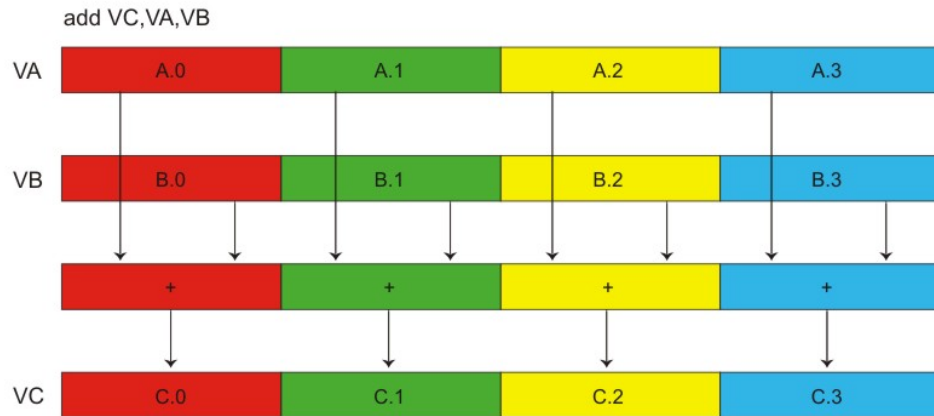 add VC,VA,VB
VA A.0 A.1 A.2 A.3
VB B.0 B.1 B.2 B.3
+ + + +
VC C.0 C.1 C.2 C.3